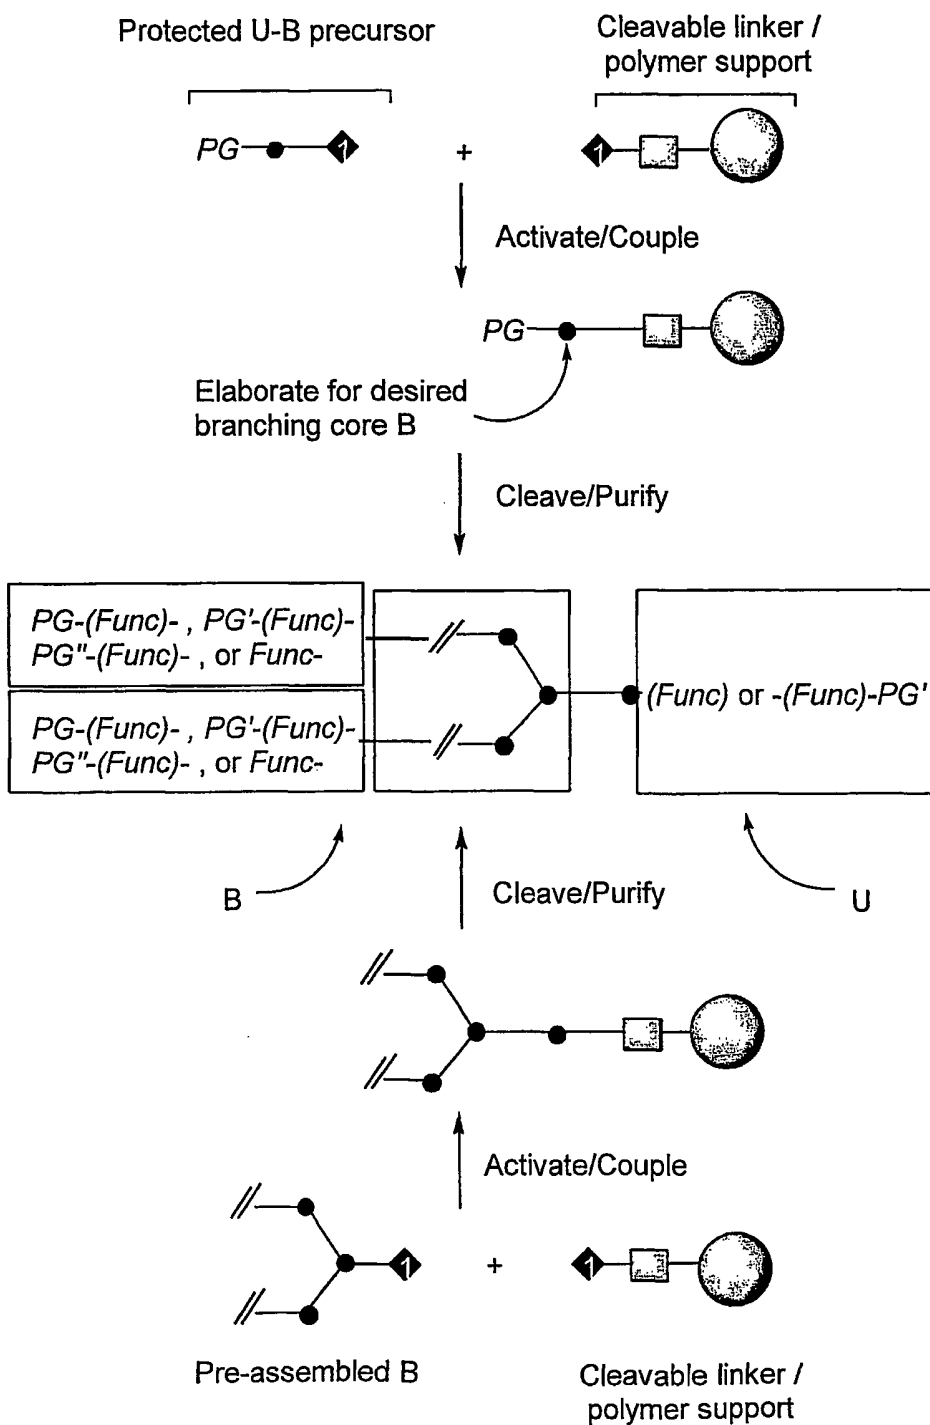 Protected U-B precursor
Cleavable linker /
polymer support
PG
1
+
1
Activate/Couple
PG
Elaborate for desired
branching core B
Cleave/Purify
PG-(Func)- , PG'-(Func)-
PG"-(Func)- , or Func-
(Func) or -(Func)-PG'
PG-(Func)- , PG'-(Func)-
PG"-(Func)- , or Func-
B
Cleave/Purify
U
Activate/Couple
1
+
1
Pre-assembled B
Cleavable linker /
polymer support